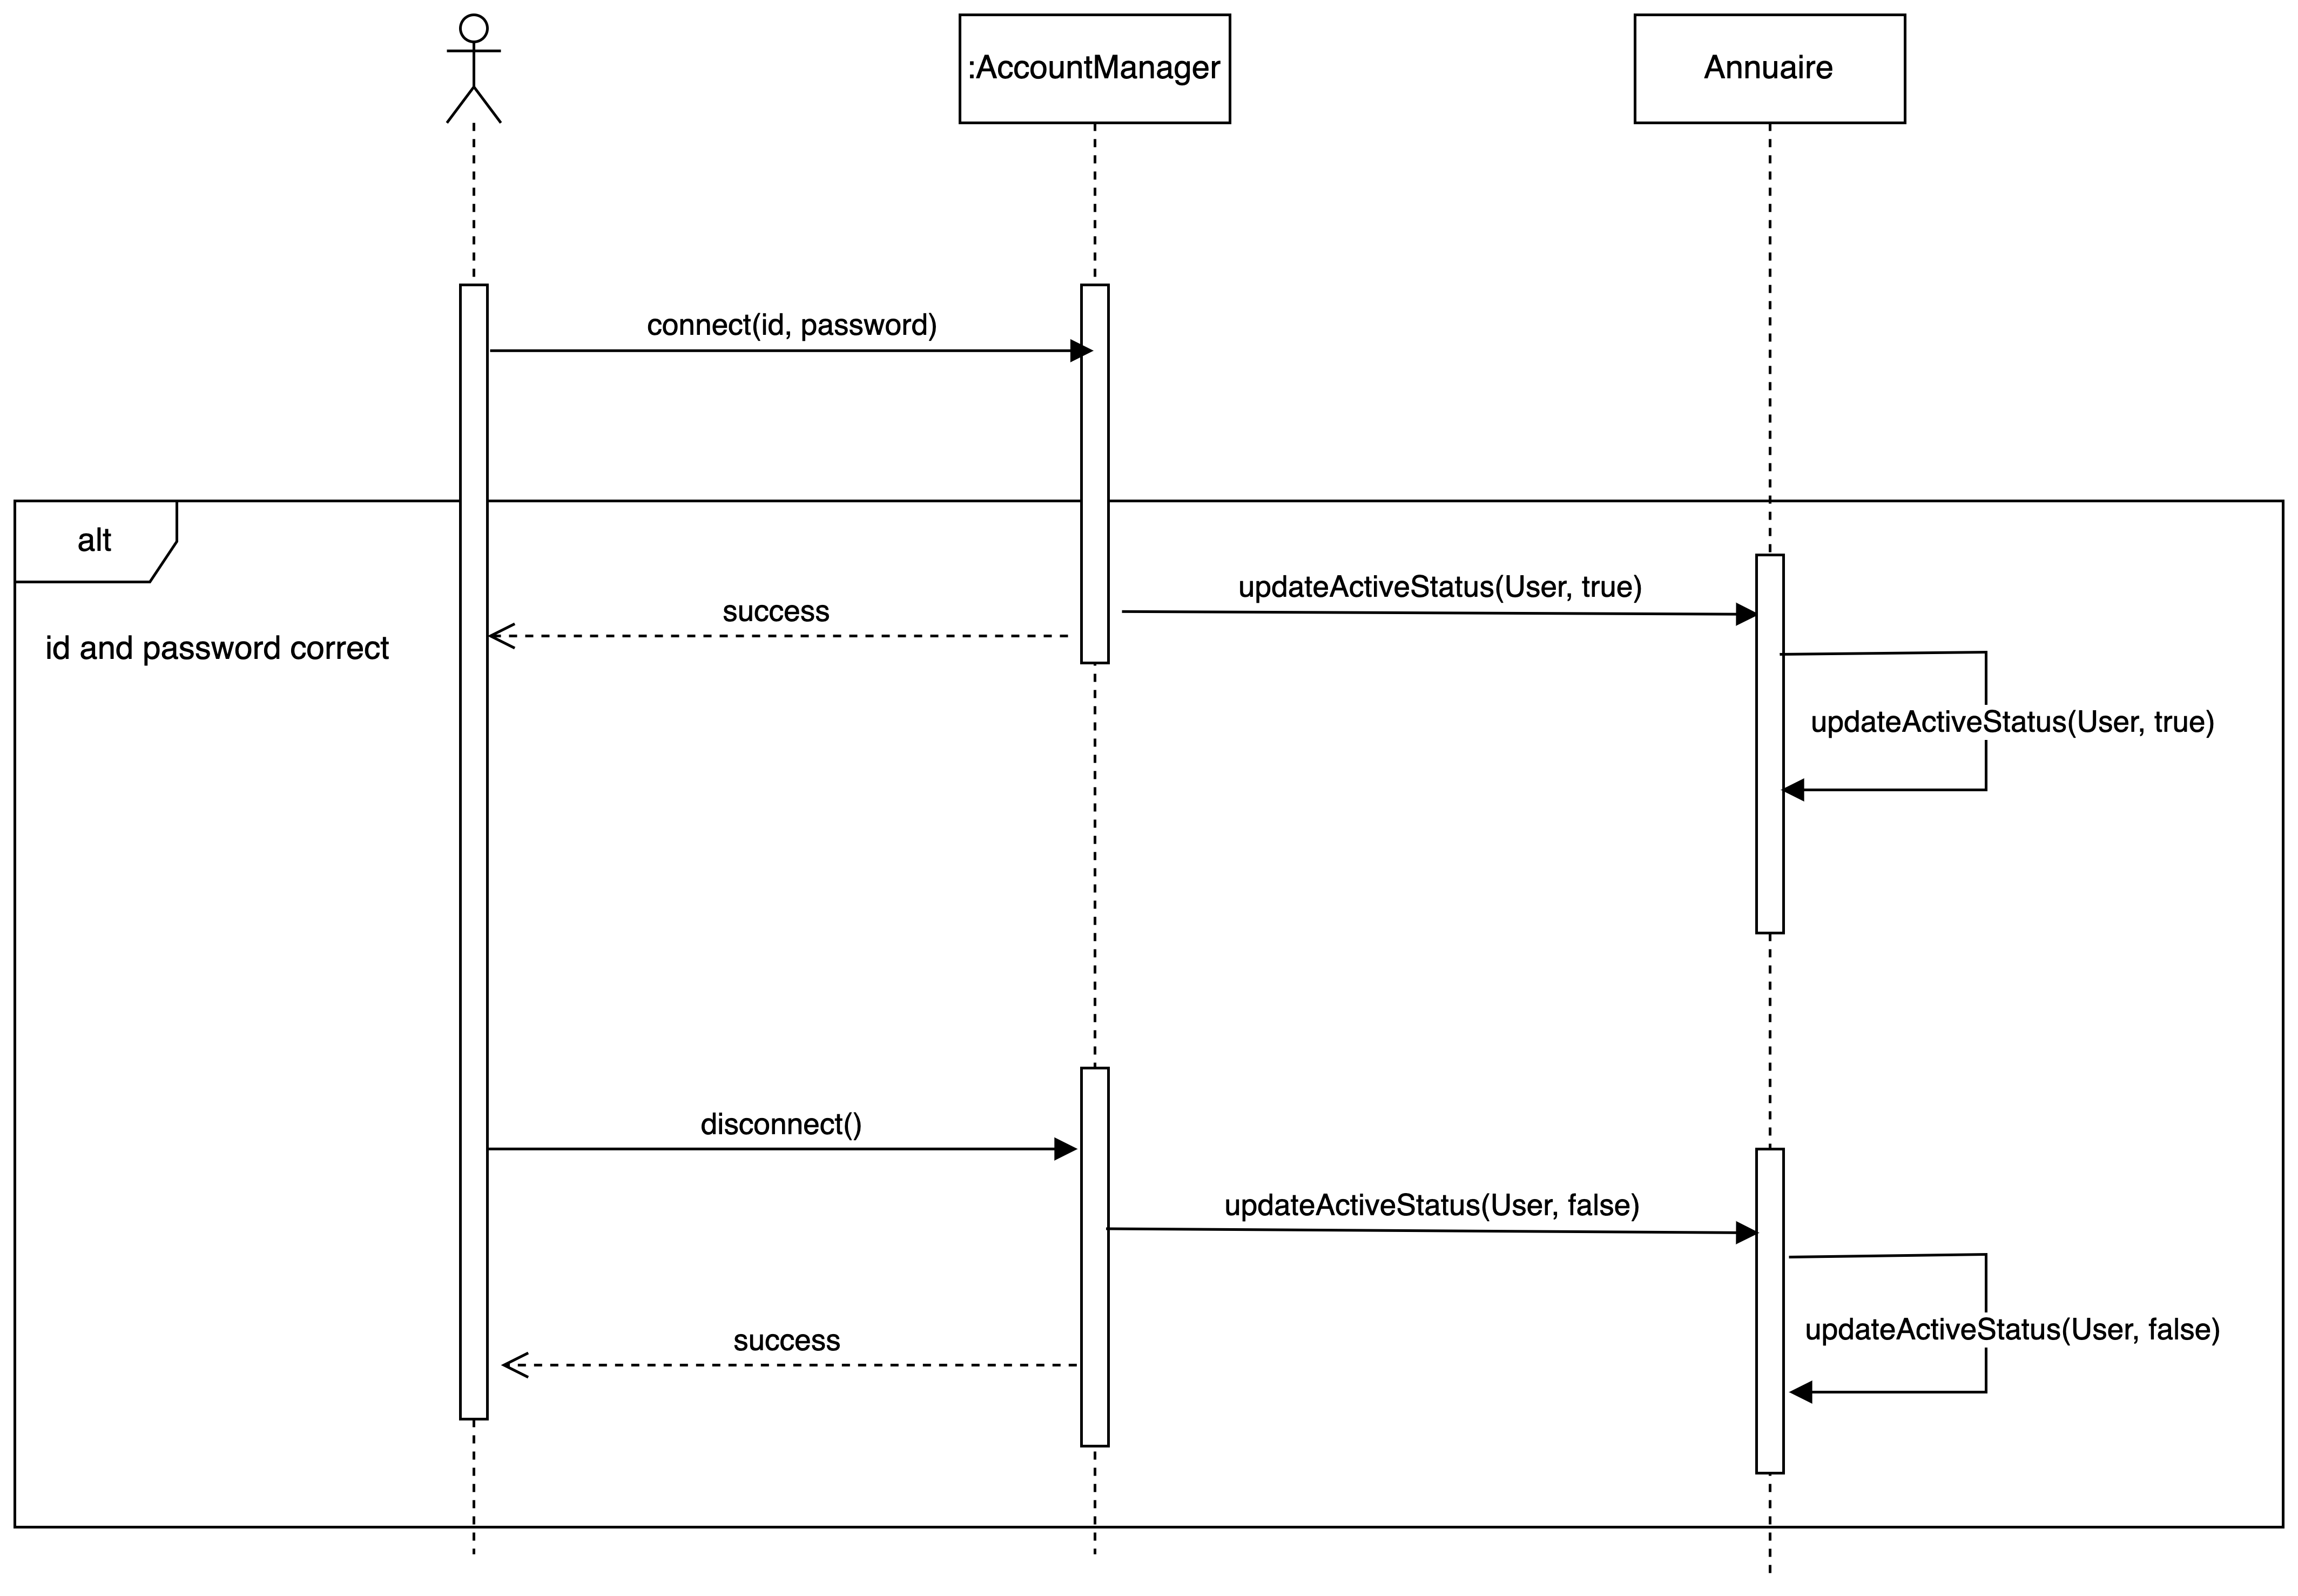 :AccountManager
Annuaire
connect(id, password)
alt
updateActiveStatus(User, true)
success
id and password correct
updateActiveStatus(User, true)
disconnect()
updateActiveStatus(User, false)
updateActiveStatus(User, false)
success